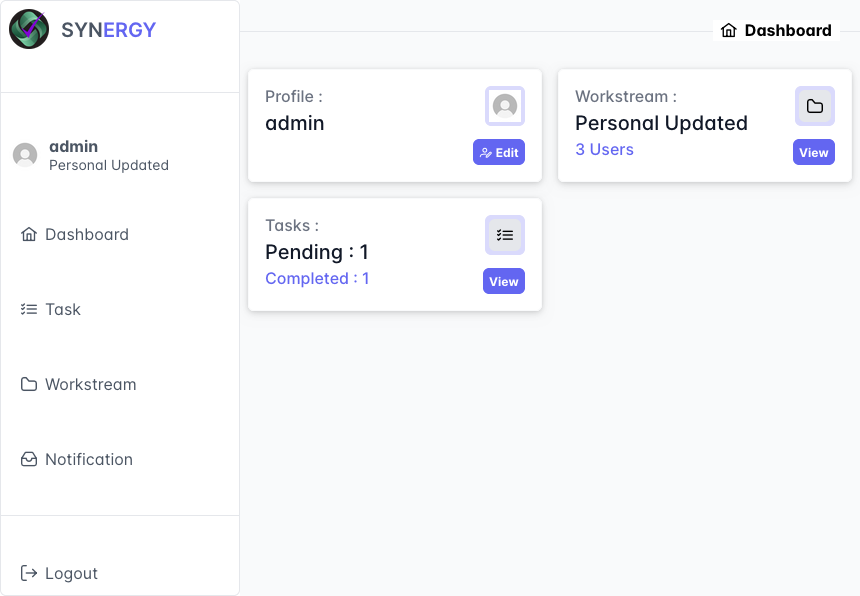 SYNERGY
admin
Personal Updated
Dashboard
Task
Workstream
Notification
Logout
Dashboard
Profile :
admin
Edit
Workstream :
Personal Updated
3 Users
View
Tasks :
Pending : 1
Completed : 1
View